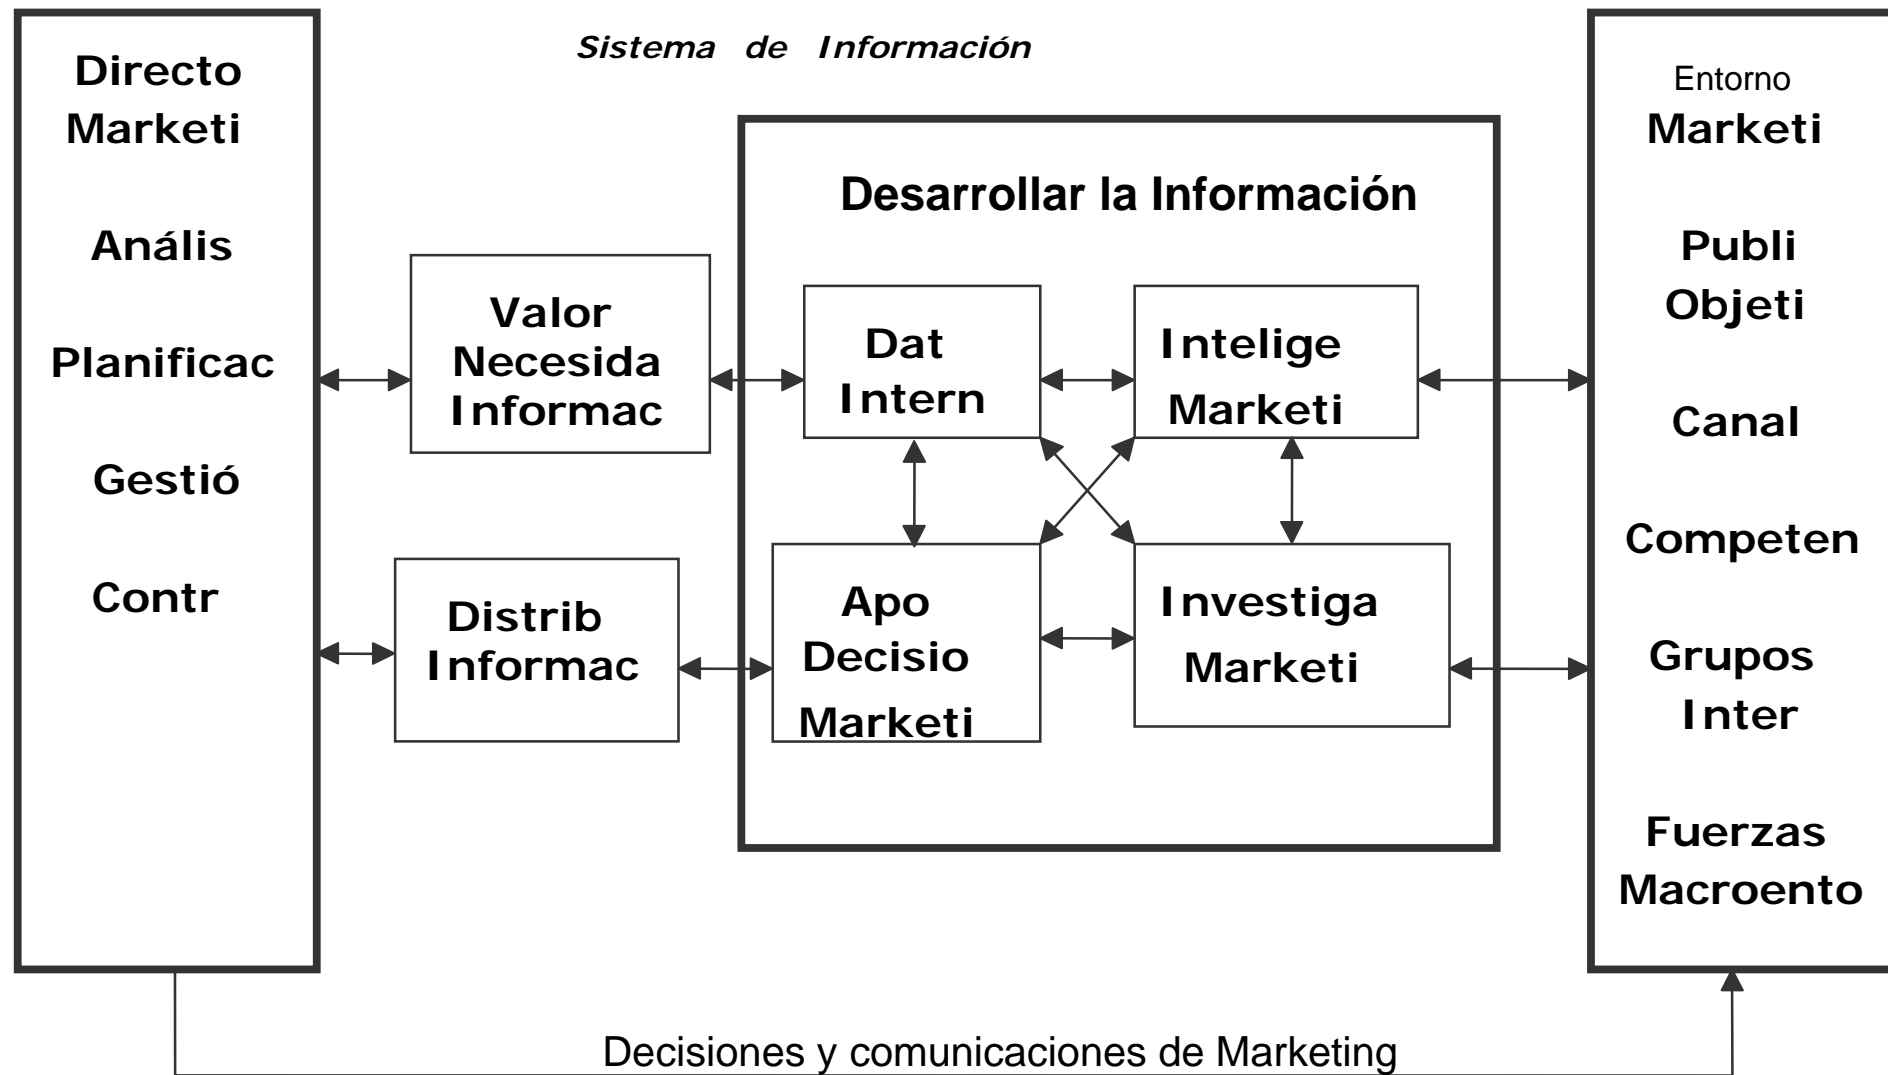 Sistema de Información
Directo
Marketi
Anális
Planificac
Gestió
Contr
Valor
Necesida
Informac
Distrib
Informac
Desarrollar la Información
Dat
Intern
Intelige
Marketi
Apo
Decisio
Marketi
Investiga
Marketi
Entorno
Marketi
Publi
Objeti
Canal
Competen
Grupos
Inter
Fuerzas
Macroento
Decisiones y comunicaciones de Marketing